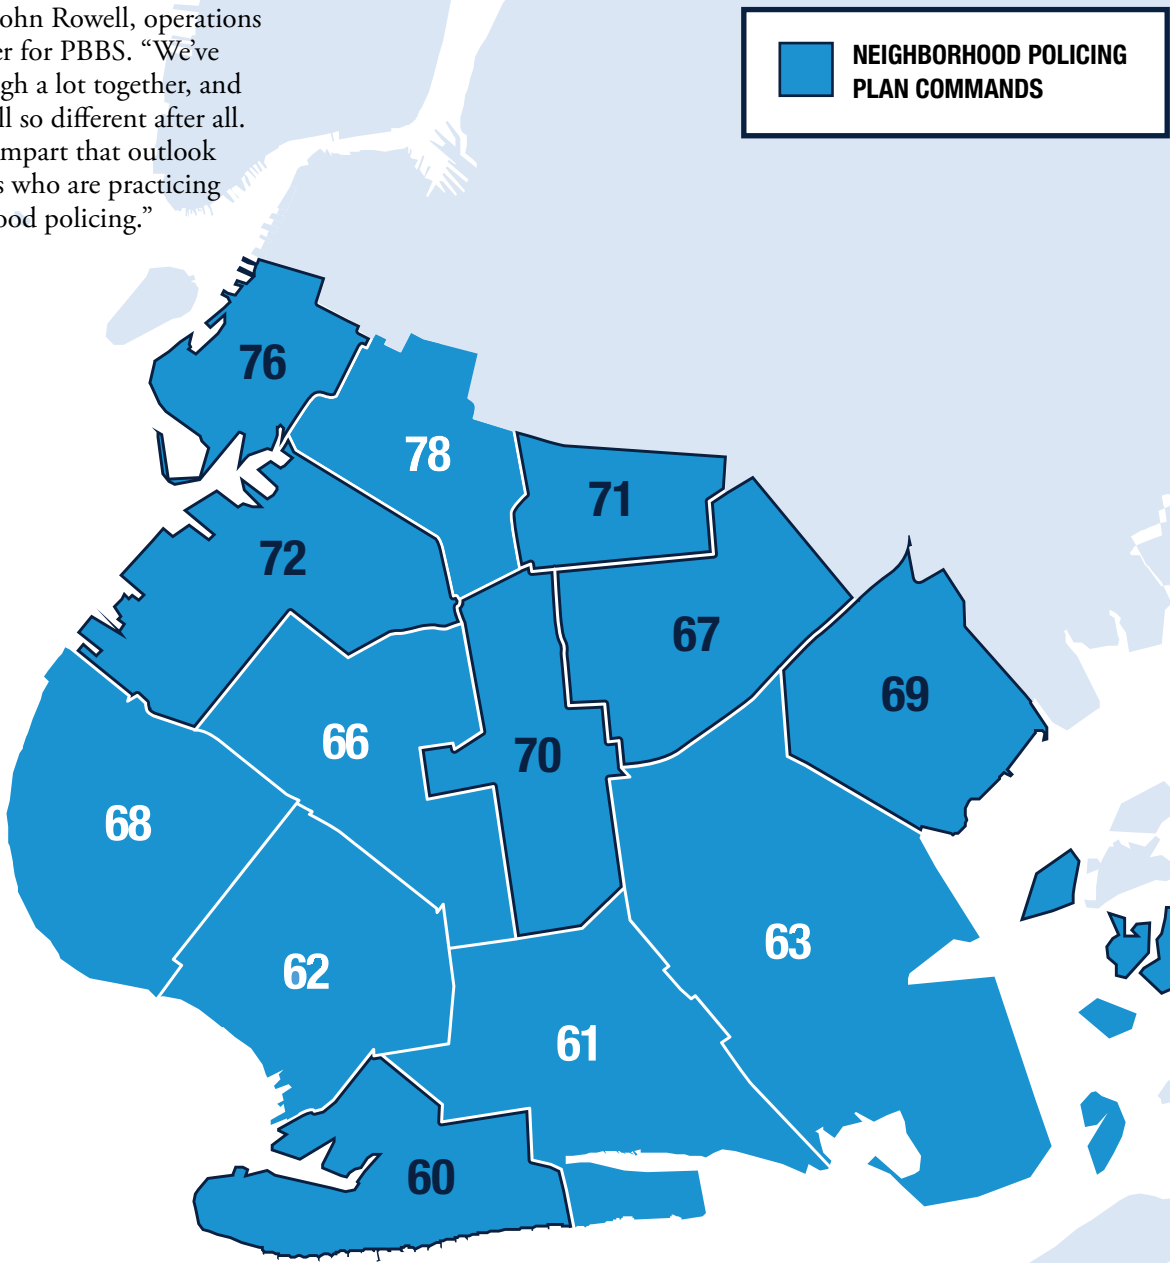 ohn Rowell, operations
er for PBBS. “We’ve
gh a lot together, and
ll so different after all.
mpart that outlook
s who are practicing
ood policing.”
NEIGHBORHOOD POLICING
PLAN COMMANDS
76
78
71
72
67
69
66
70
68
63
62
61
60